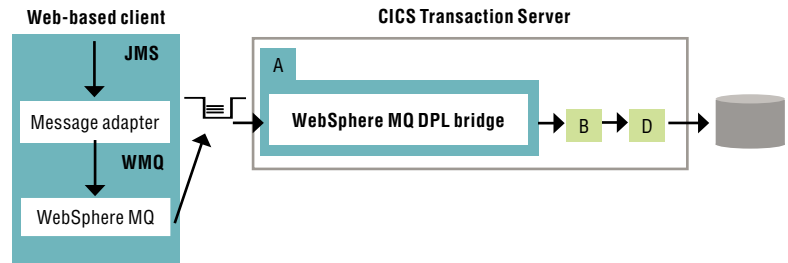 Web-based client
CICS Transaction Server
JMS
A
Message adapter
WebSphere MQ DPL bridge
B
D
WMQ
WebSphere MQ